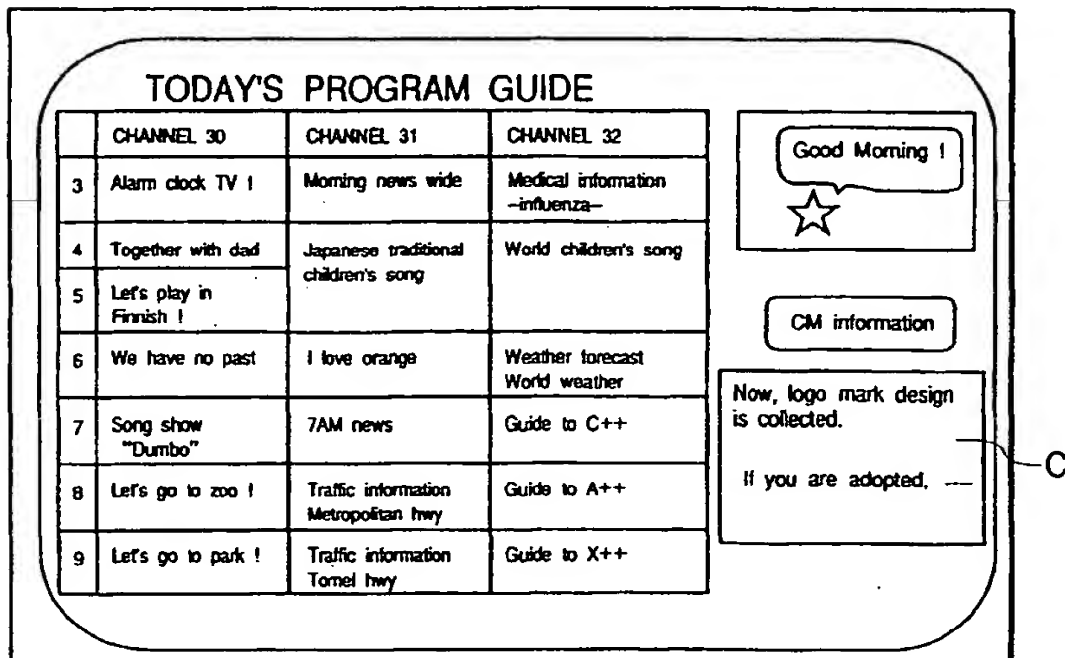 TODAY'S PROGRAM GUIDE
CHANNEL 30 CHANNEL 31 CHANNEL 32
3 Alarm clock TV ! Morning news wide Medical information
–influenza–
4 Together with dad Japanese traditional World children's song
children's song
5 Let's play in
Finnish !
6 We have no past I love orange Weather forecast
World weather
7 Song show 7AM news Guide to C++
"Dumbo"
8 Let's go to zoo ! Traffic information Guide to A++
Metropolitan hwy
9 Let's go to park ! Traffic information Guide to X++
Tomel hwy
Good Morning !
CM information
Now, logo mark design
is collected.
If you are adopted, —
C